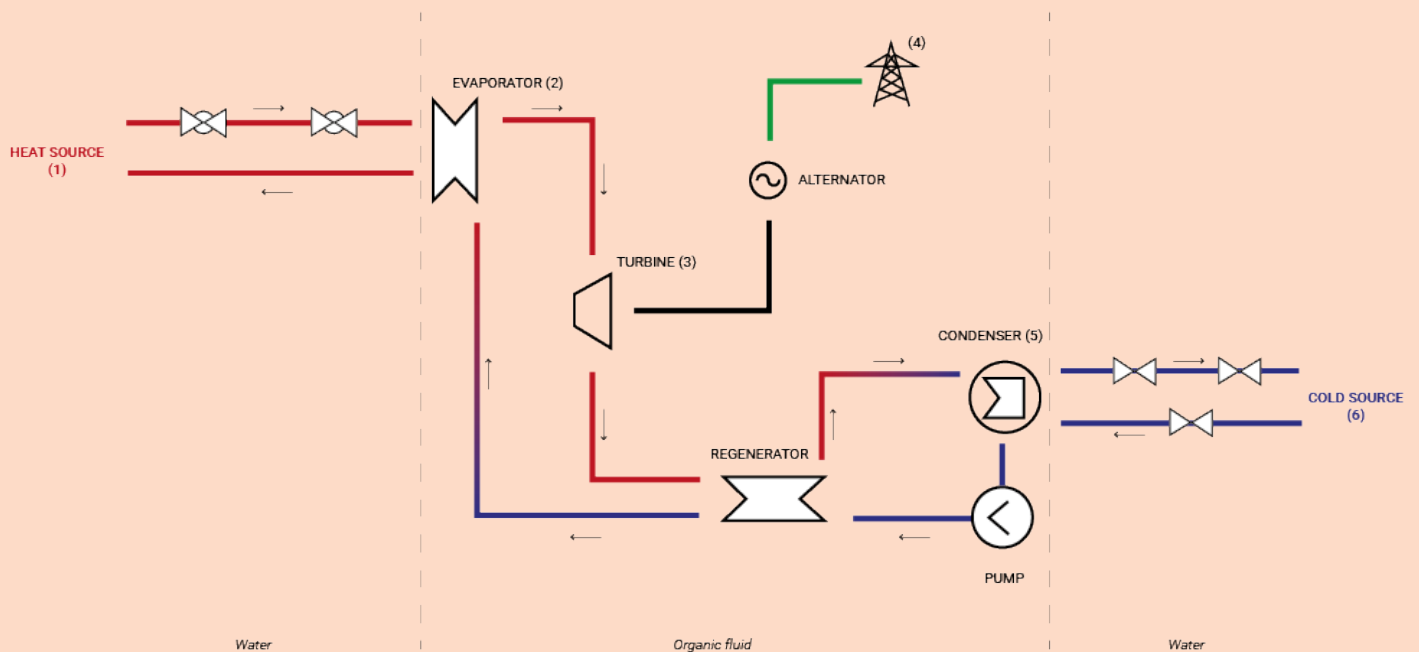 (4)
EVAPORATOR (2)
HEAT SOURCE
(1)
ALTERNATOR
TURBINE (3)
CONDENSER (5)
COLD SOURCE
(6)
REGENERATOR
PUMP
Water
Organic fluid
Water